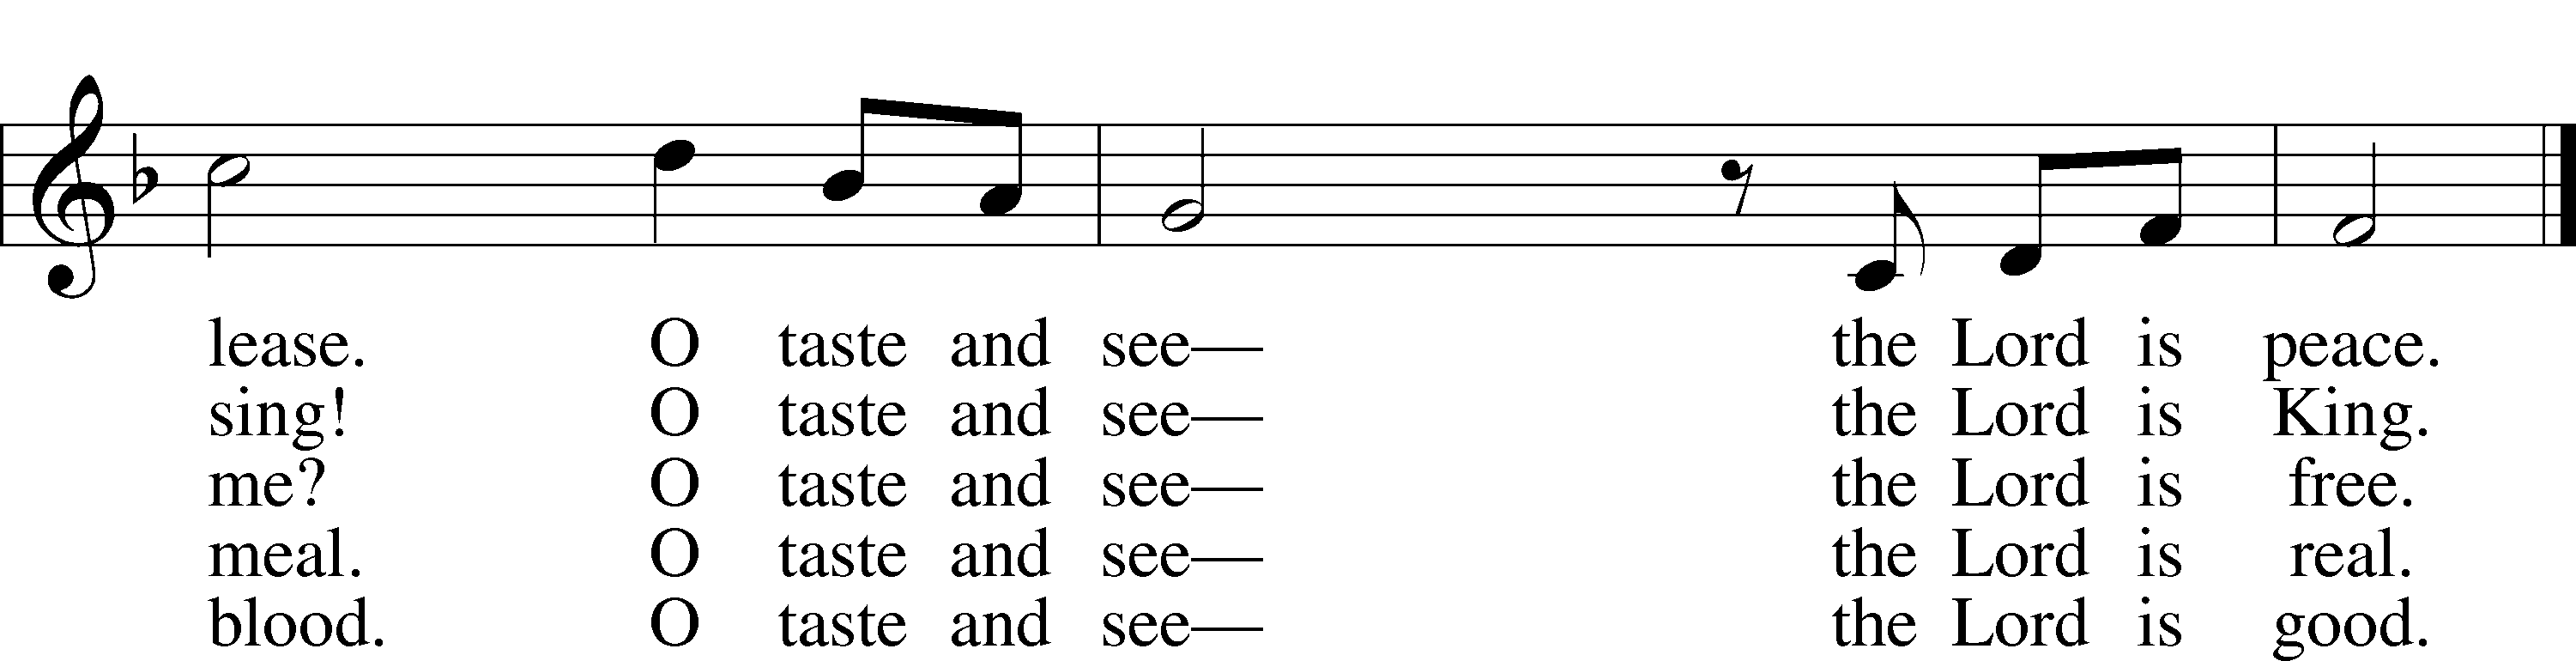 lease. O taste and see— the Lord is peace.
sing! O taste and see— the Lord is King.
me? O taste and see— the Lord is free.
meal. O taste and see— the Lord is real.
blood. O taste and see— the Lord is good.